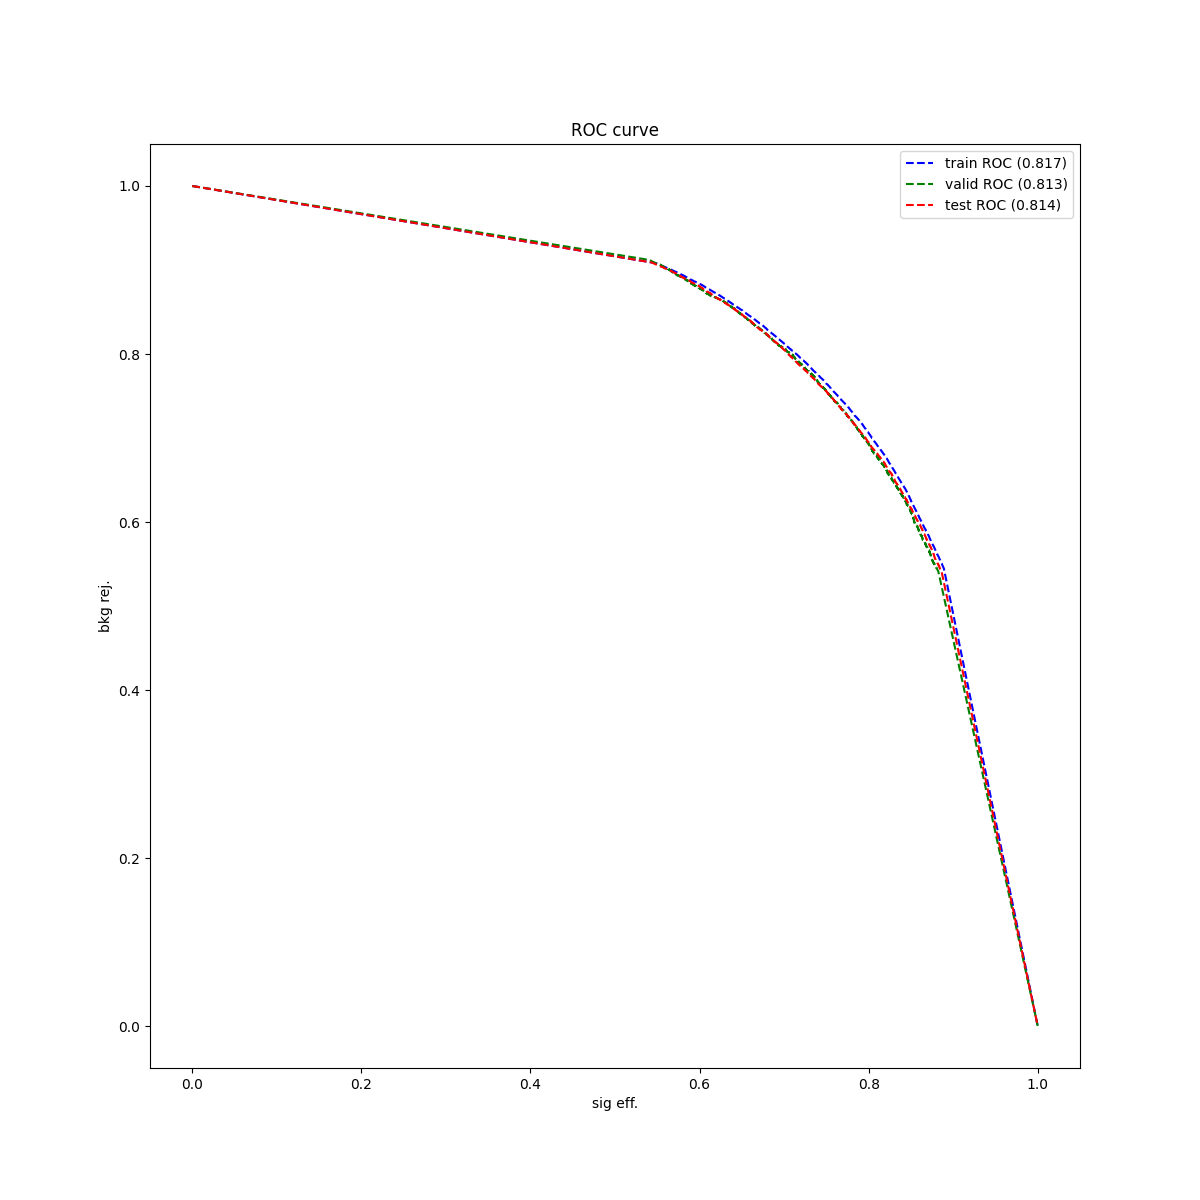 ROC curve
train ROC (0.817)
valid ROC (0.813)
test ROC (0.814)
1.0
0.8
0.6
0.4
0.2
0.0
bkg rej.
0.0 0.2 0.4 0.6 0.8 1.0
sig eff.